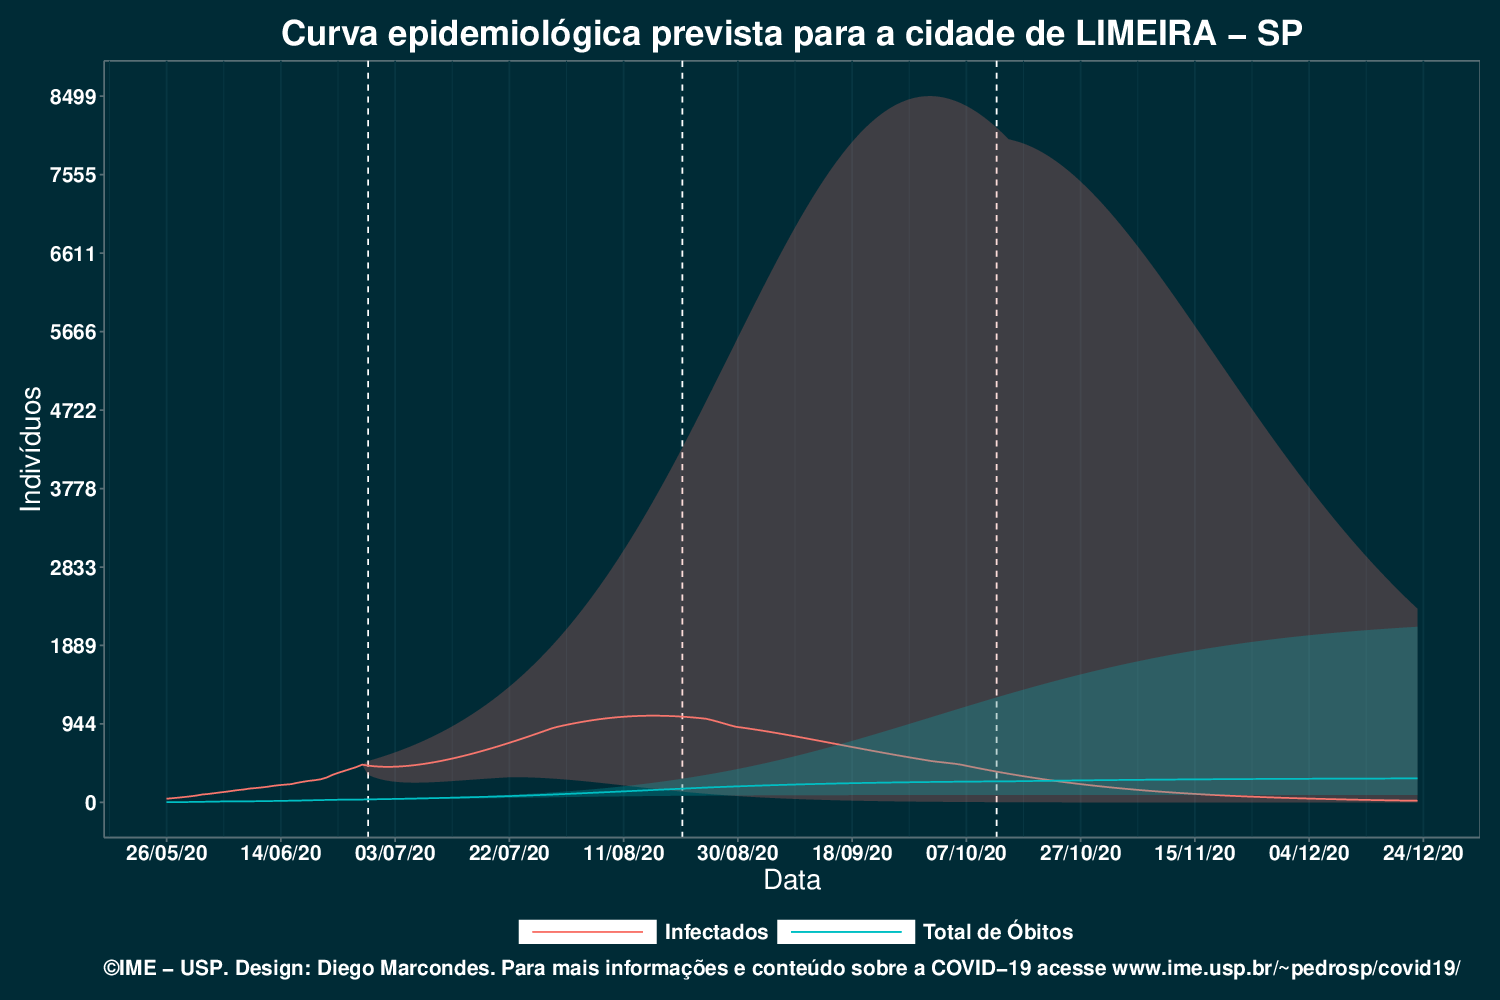 Curva epidemiológica prevista para a cidade de LIMEIRA – SP
Indivíduos
8499
7555
6611
5666
4722
3778
2833
1889
944
0
26/05/20 14/06/20 03/07/20 22/07/20 11/08/20 30/08/20 18/09/20 07/10/20 27/10/20 15/11/20 04/12/20 24/12/20
Data
Infectados Total de Óbitos
©IME – USP. Design: Diego Marcondes. Para mais informações e conteúdo sobre a COVID–19 acesse www.ime.usp.br/~pedrosp/covid19/